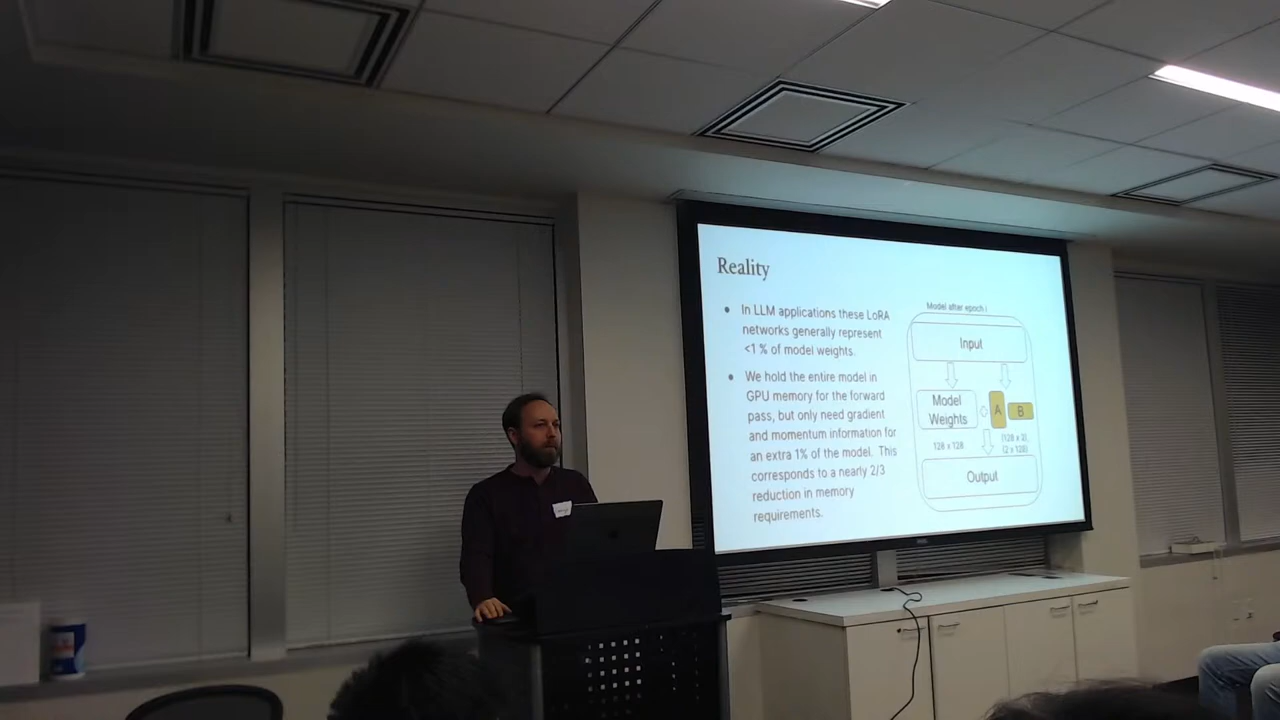 Reality
• In LLM applications these LoRA
networks generally represent
<1 % of model weights.
• We hold the entire model in
GPU memory for the forward
pass, but only need gradient
and momentum information for
an extra 1% of the model. This
corresponds to a nearly 2/3
reduction in memory
requirements.
Model after epoch i
Input
Model
Weights
A
B
128 x 128
(2 x 128)
Output